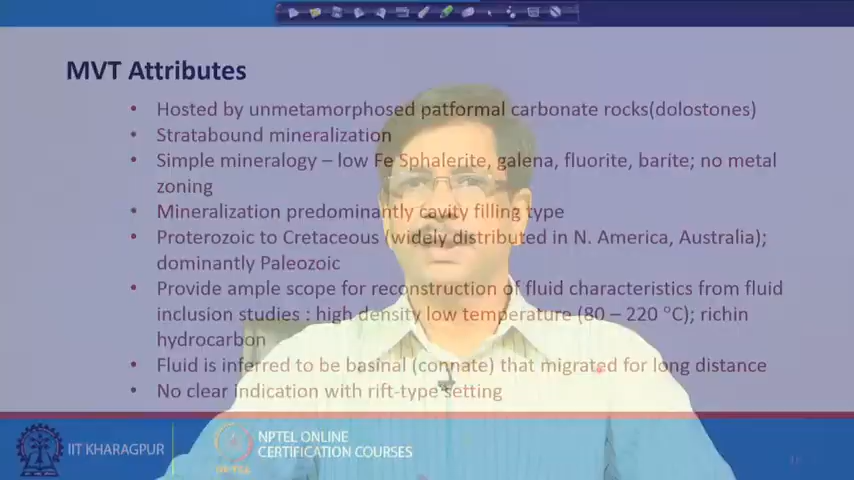 MVT Attributes
• Hosted by unmetamorphosed patformal carbonate rocks(dolostones)
• Stratabound mineralization
• Simple mineralogy – low Fe Sphalerite, galena, fluorite, barite; no metal
zoning
• Mineralization predominantly cavity filling type
• Proterozoic to Cretaceous (widely distributed in N. America, Australia);
dominantly Paleozoic
• Provide ample scope for reconstruction of fluid characteristics from fluid
inclusion studies : high density low temperature (80 – 220 °C); richin
hydrocarbon
• Fluid is inferred to be basinal (connate) that migrated for long distance
• No clear indication with rift-type setting
IIT KHARAGPUR
NPTEL ONLINE
CERTIFICATION COURSES